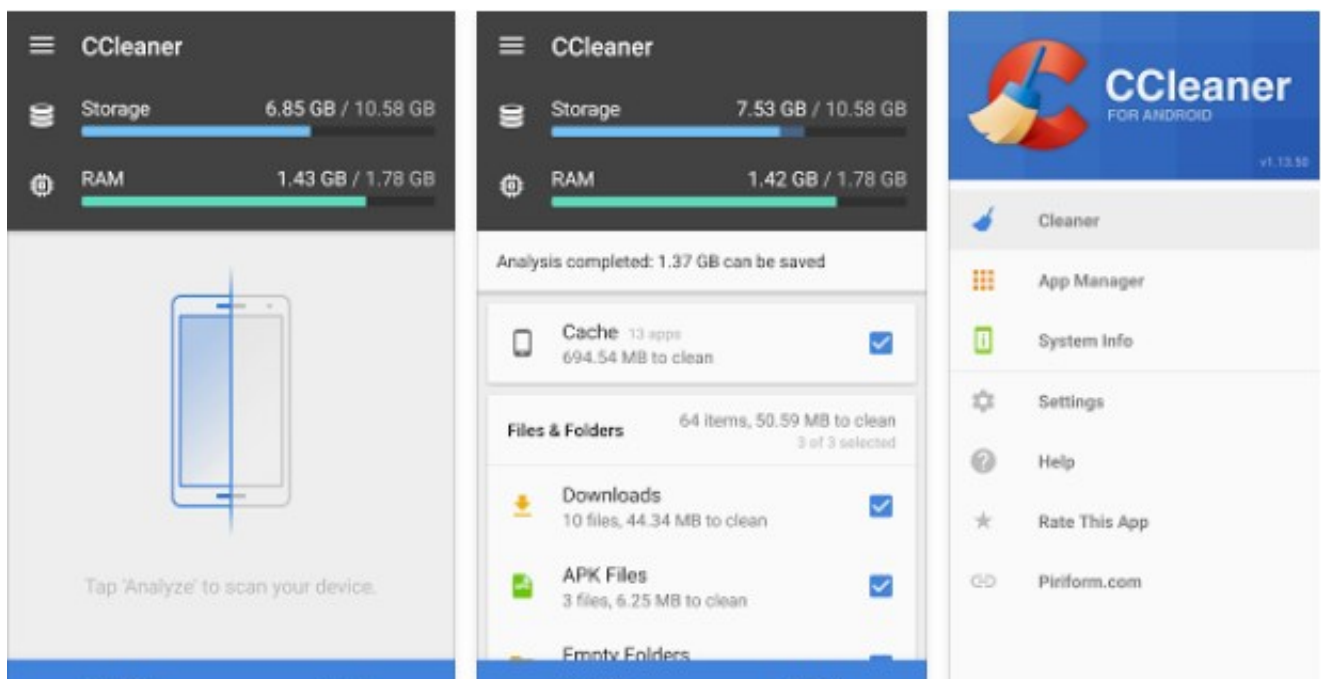 CCleaner
Storage 6.85 GB / 10.58 GB
RAM 1.43 GB / 1.78 GB
Tap 'Analyze' to scan your device.
CCleaner
Storage 7.53 GB / 10.58 GB
RAM 1.42 GB / 1.78 GB
Analysis completed: 1.37 GB can be saved
Cache 13 apps
694.54 MB to clean
Files & Folders 64 items, 50.59 MB to clean
3 of 3 selected
Downloads
10 files, 44.34 MB to clean
APK Files
3 files, 6.25 MB to clean
Empty Folders
CCleaner
FOR ANDROID
v1.13.50
Cleaner
App Manager
System Info
Settings
Help
Rate This App
Piriform.com